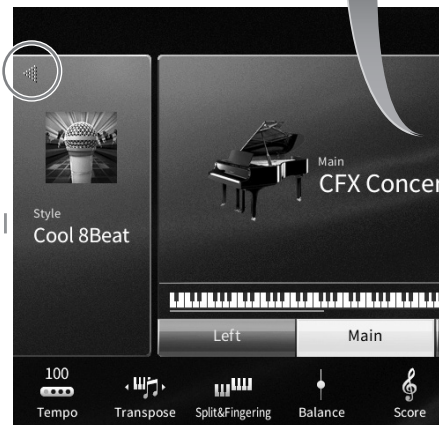 Style
Cool 8Beat
Main
CFX Concer
Left
Main
100
Tempo
Transpose
Split&Fingering
Balance
Score